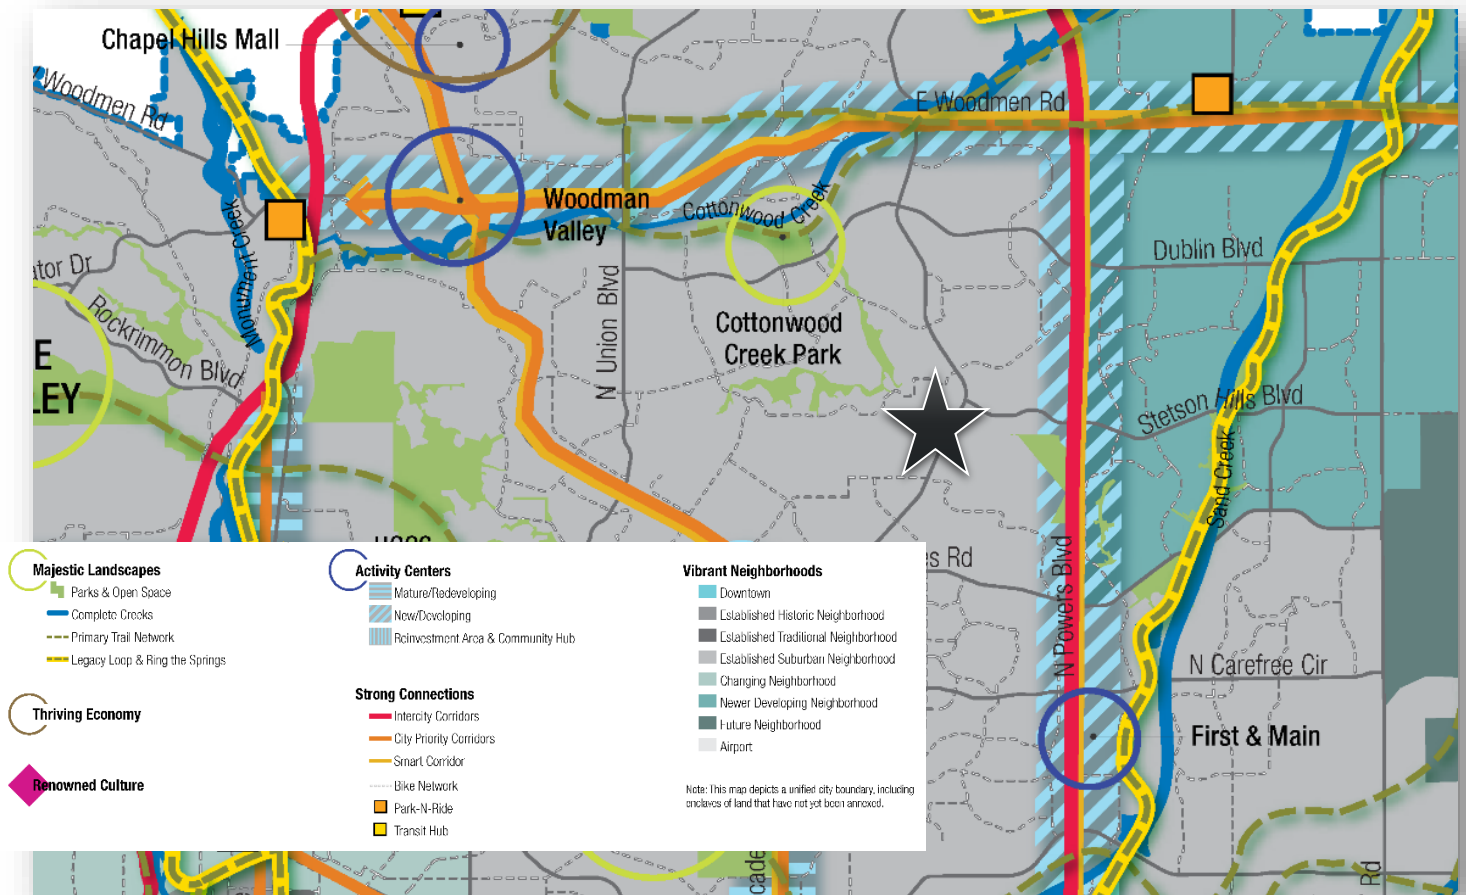 Chapel Hills Mall
Woodmen Rd
E Woodmen Rd
Monument Creek
Woodman
Valley
Cottonwood Creek
Dublin Blvd
ator Dr
Rockrimmon Blvd
N Union Blvd
Cottonwood
Creek Park
E
LEY
Stetson Hills Blvd
Sand Creek
es Rd
N Powers Blvd
N Carefree Cir
First & Main
Rd
cade
Majestic Landscapes
Parks & Open Space
Complete Creeks
Primary Trail Network
Legacy Loop & Ring the Springs
Thriving Economy
Renowned Culture
Activity Centers
Mature/Redeveloping
New/Developing
Reinvestment Area & Community Hub
Strong Connections
Intercity Corridors
City Priority Corridors
Smart Corridor
Bike Network
Park-N-Ride
Transit Hub
Vibrant Neighborhoods
Downtown
Established Historic Neighborhood
Established Traditional Neighborhood
Established Suburban Neighborhood
Changing Neighborhood
Newer Developing Neighborhood
Future Neighborhood
Airport
Note: This map depicts a unified city boundary, including
enclaves of land that have not yet been annexed.